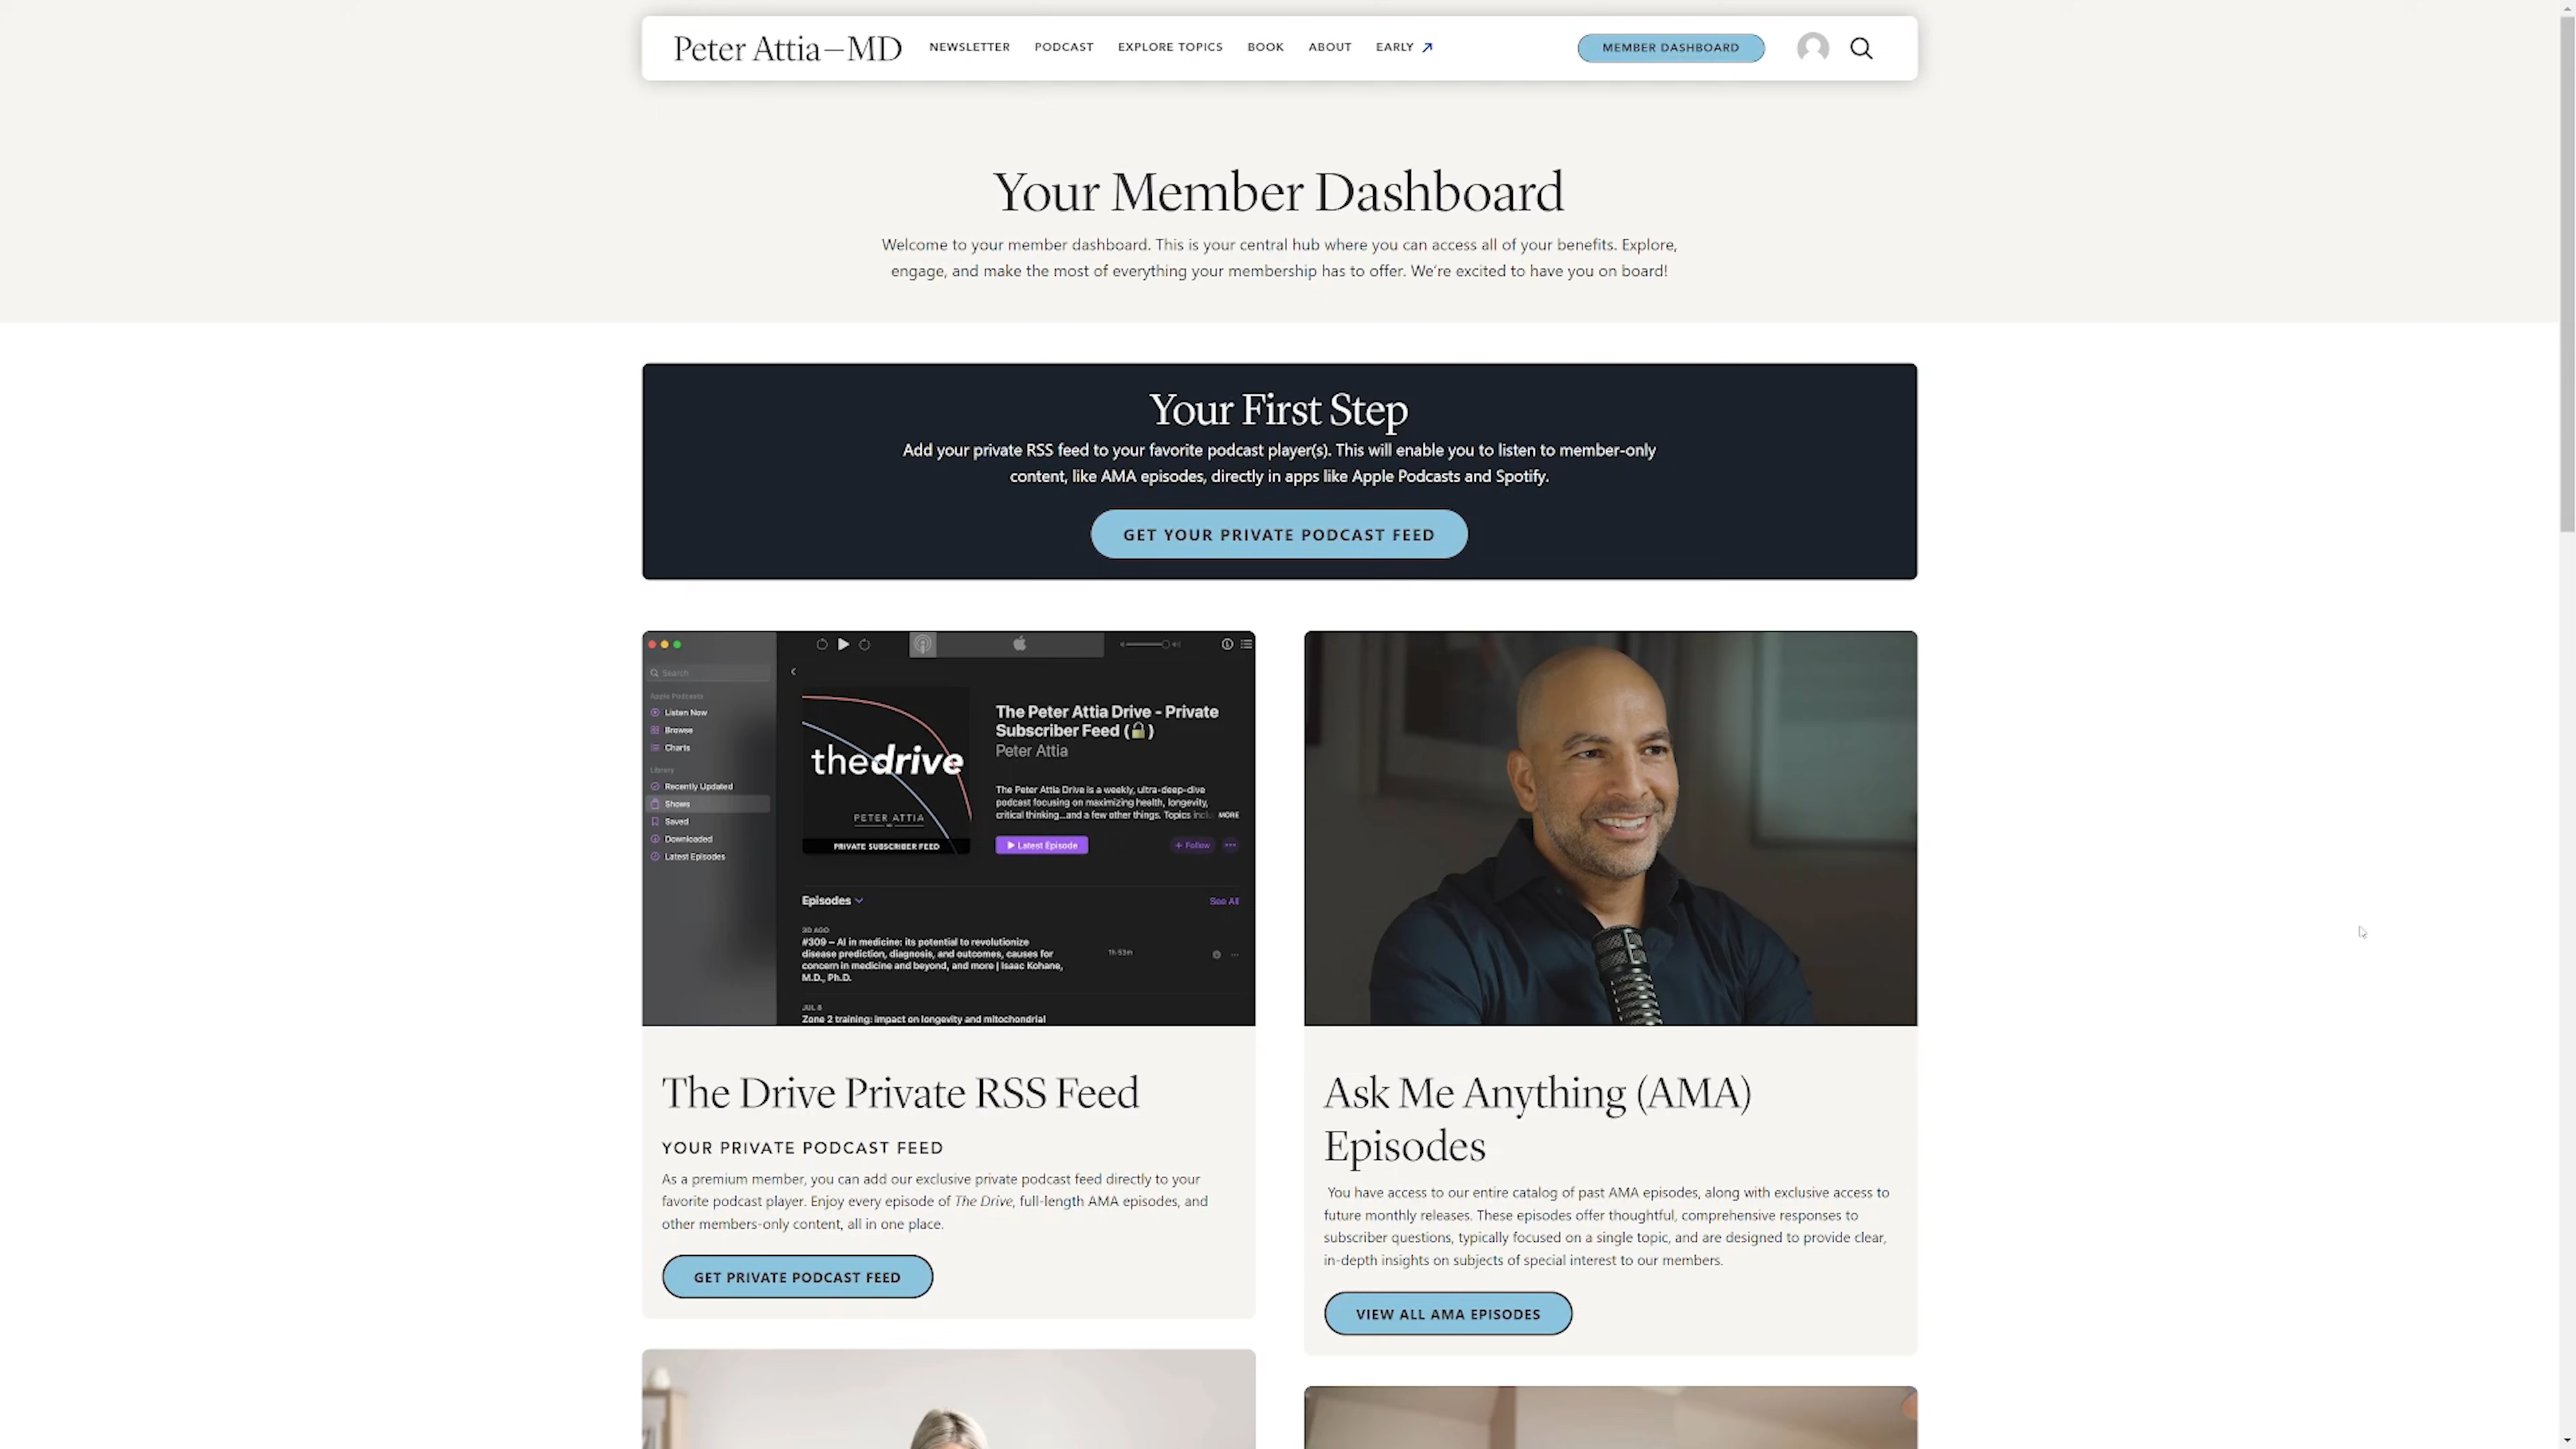 Peter Attia—MD
NEWSLETTER
PODCAST
EXPLORE TOPICS
BOOK
ABOUT
EARLY
MEMBER DASHBOARD
Your Member Dashboard
Welcome to your member dashboard. This is your central hub where you can access all of your benefits. Explore,
engage, and make the most of everything your membership has to offer. We're excited to have you on board!
Your First Step
Add your private RSS feed to your favorite podcast player(s). This will enable you to listen to member-only
content, like AMA episodes, directly in apps like Apple Podcasts and Spotify.
GET YOUR PRIVATE PODCAST FEED
Search
Apple Podcasts
Listen Now
Browse
Charts
Library
Recently Updated
Shows
Saved
Downloaded
Latest Episodes
thedrive
PETER ATTIA
MD
PRIVATE SUBSCRIBER FEED
The Peter Attia Drive - Private
Subscriber Feed (🔒)
Peter Attia
The Peter Attia Drive is a weekly, ultra-deep-dive
podcast focusing on maximizing health, longevity,
critical thinking...and a few other things. Topics inclu MORE
Latest Episode
+ Follow
Episodes
See All
3D AGO
#309 – AI in medicine: its potential to revolutionize
disease prediction, diagnosis, and outcomes, causes for
concern in medicine and beyond, and more | Isaac Kohane,
M.D., Ph.D.
1h 53m
JUL 8
Zone 2 training: impact on longevity and mitochondrial
The Drive Private RSS Feed
YOUR PRIVATE PODCAST FEED
As a premium member, you can add our exclusive private podcast feed directly to your
favorite podcast player. Enjoy every episode of The Drive, full-length AMA episodes, and
other members-only content, all in one place.
GET PRIVATE PODCAST FEED
Ask Me Anything (AMA)
Episodes
You have access to our entire catalog of past AMA episodes, along with exclusive access to
future monthly releases. These episodes offer thoughtful, comprehensive responses to
subscriber questions, typically focused on a single topic, and are designed to provide clear,
in-depth insights on subjects of special interest to our members.
VIEW ALL AMA EPISODES